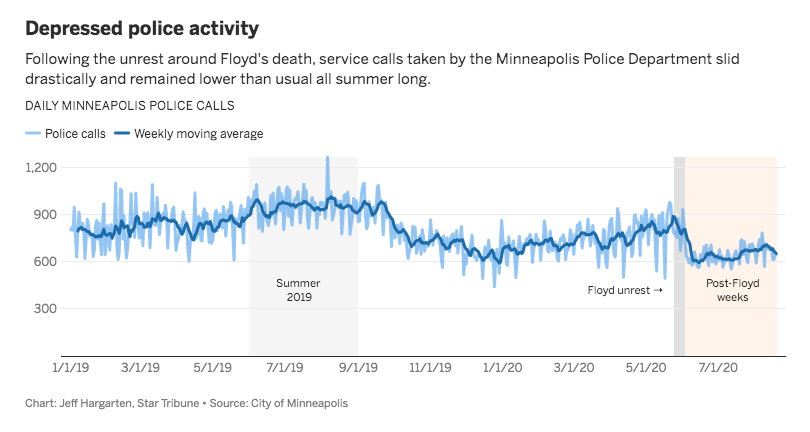 Depressed police activity
Following the unrest around Floyd's death, service calls taken by the Minneapolis Police Department slid
drastically and remained lower than usual all summer long.
DAILY MINNEAPOLIS POLICE CALLS
Police calls Weekly moving average
1,200
900
600
300
Summer
2019
Floyd unrest →
Post-Floyd
weeks
1/1/19 3/1/19 5/1/19 7/1/19 9/1/19 11/1/19 1/1/20 3/1/20 5/1/20 7/1/20
Chart: Jeff Hargarten, Star Tribune • Source: City of Minneapolis